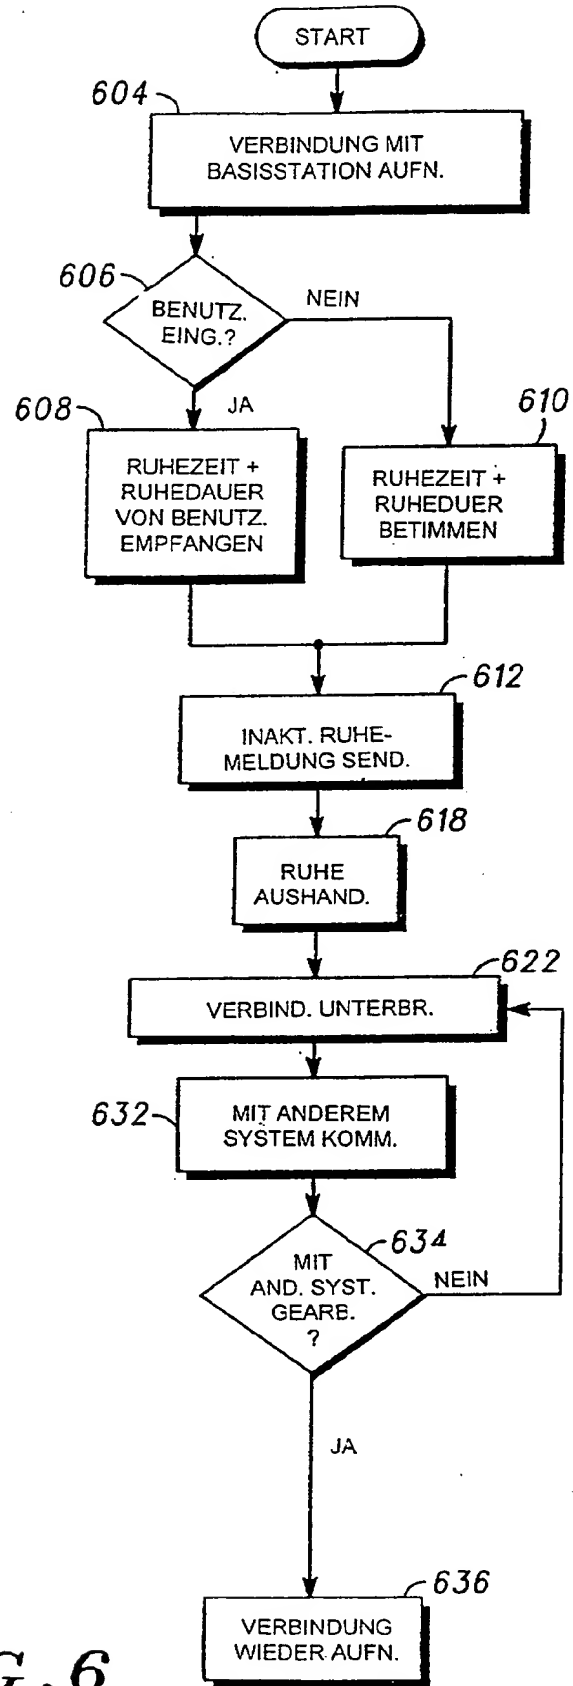 START
604
VERBINDUNG MIT
BASISSTATION AUFN.
606
BENUTZ.
EING.?
NEIN
JA
608
RUHEZEIT +
RUHEDAUER
VON BENUTZ.
EMPFANGEN
610
RUHEZEIT +
RUHEDUER
BETIMMEN
612
INAKT. RUHE-
MELDUNG SEND.
618
RUHE
AUSHAND.
622
VERBIND. UNTERBR.
632
MIT ANDEREM
SYSTEM KOMM.
634
MIT
AND. SYST.
GEARB.
?
NEIN
JA
636
VERBINDUNG
WIEDER AUFN.
G.6